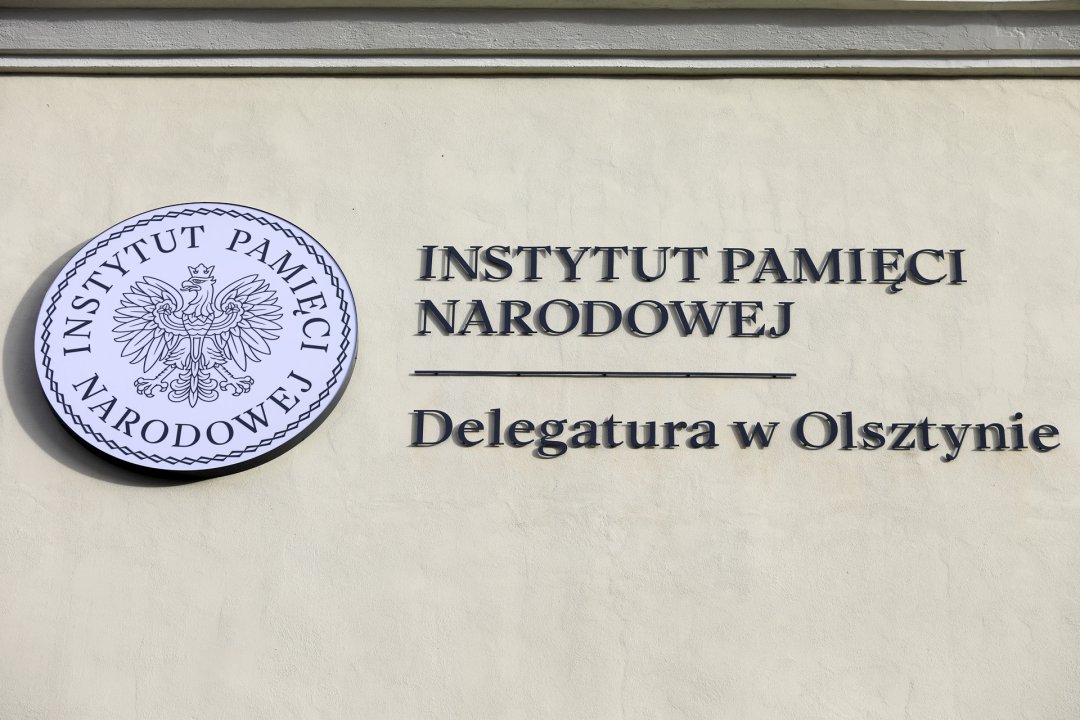 INSTYTUT PAMIĘCI
NARODOWEJ
INSTYTUT PAMIĘCI
NARODOWEJ
Delegatura w Olsztynie